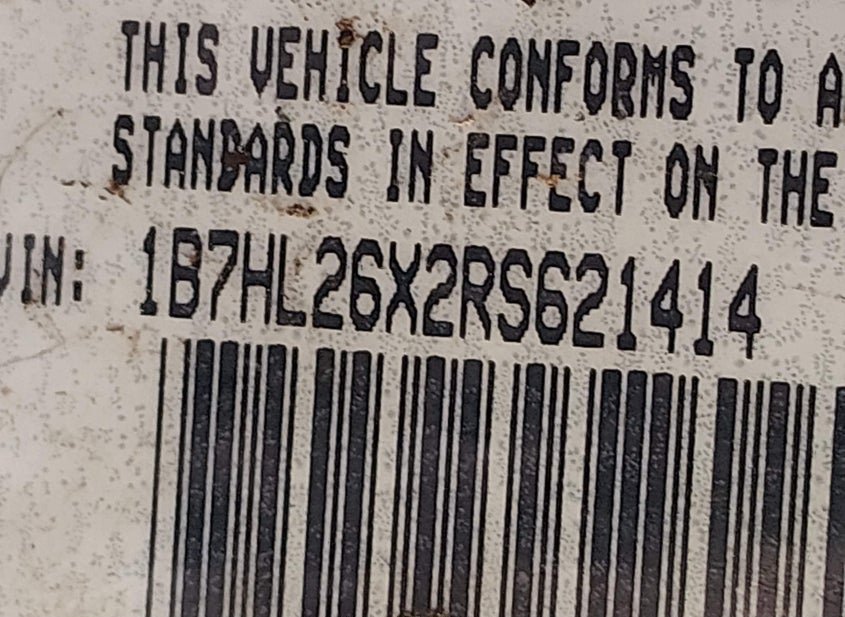 THIS VEHICLE CONFORMS TO A
STANDARDS IN EFFECT ON THE
VIN: 1B7HL26X2RS621414